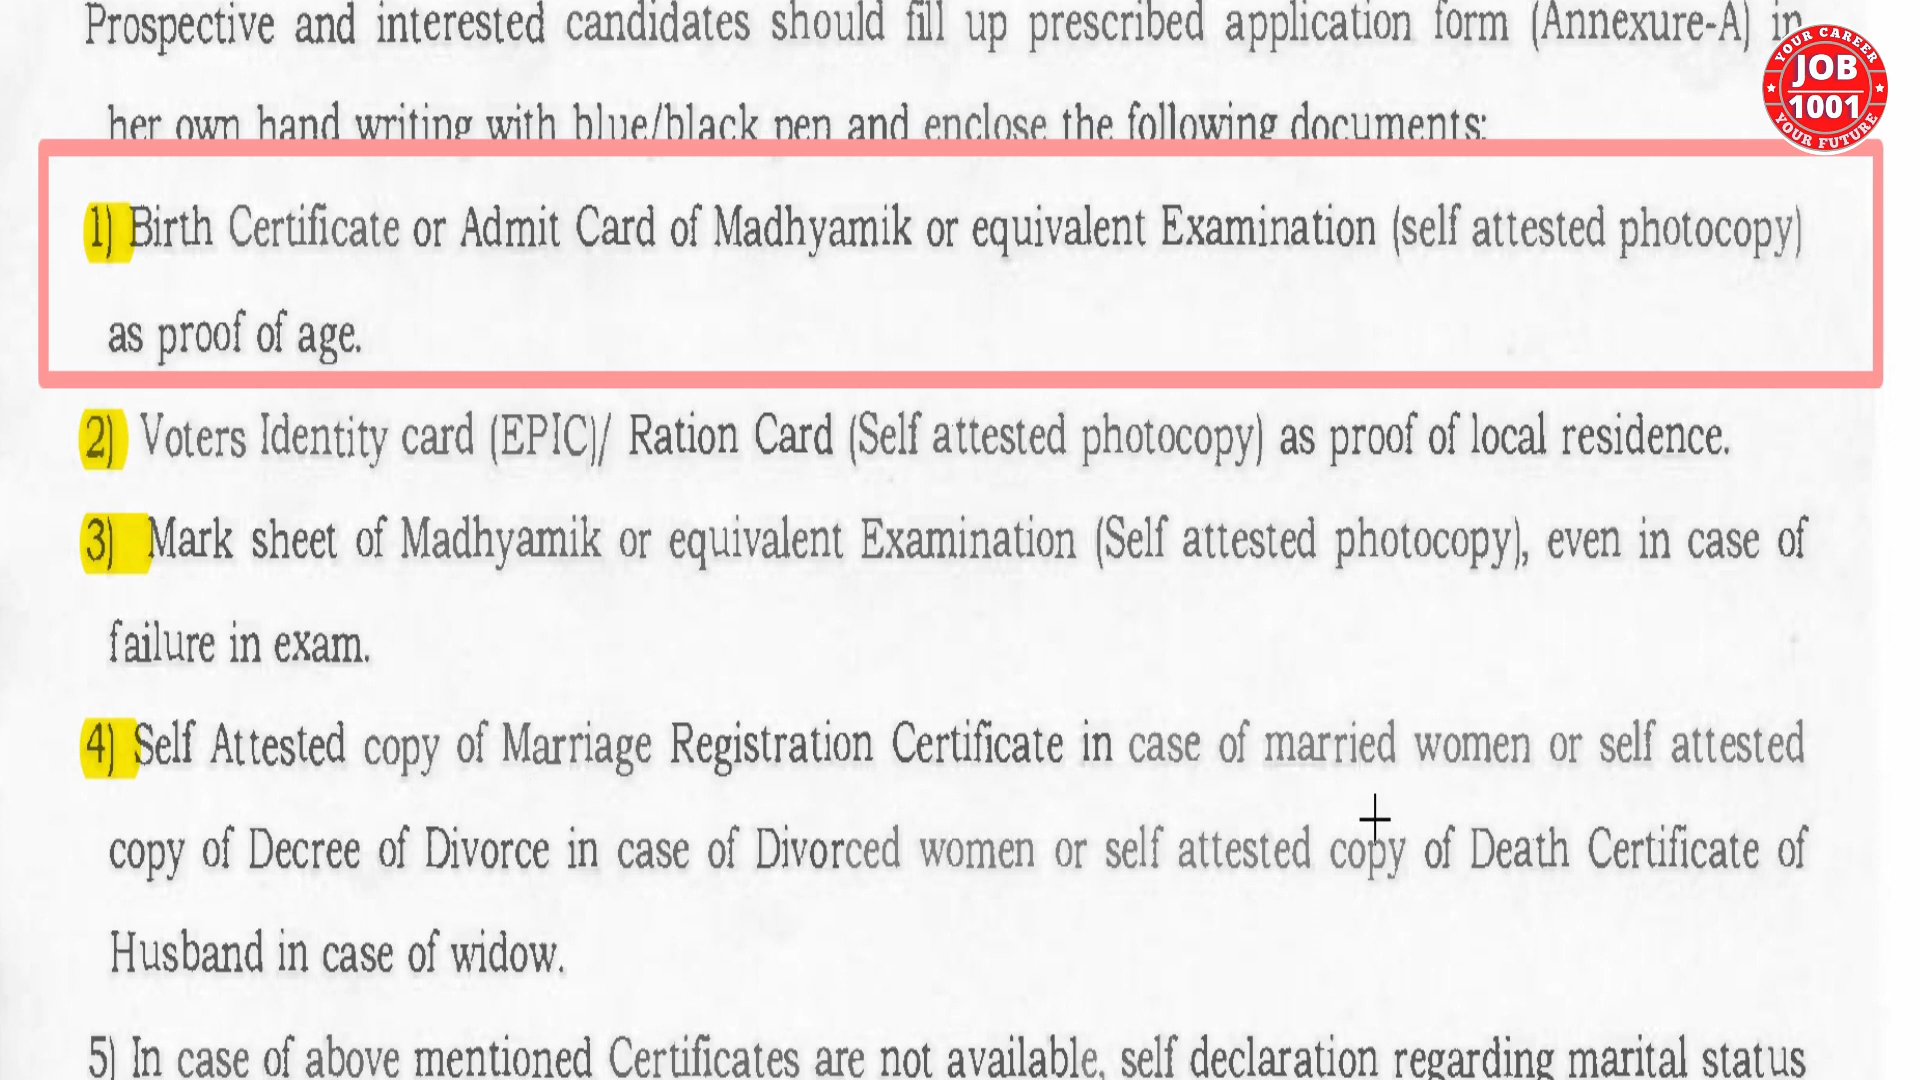 Prospective and interested candidates should fill up prescribed application form (Annexure-A) in
her own hand writing with blue/black pen and enclose the following documents:
1) Birth Certificate or Admit Card of Madhyamik or equivalent Examination (self attested photocopy)
as proof of age.
2) Voters Identity card (EPIC)/ Ration Card (Self attested photocopy) as proof of local residence.
3) Mark sheet of Madhyamik or equivalent Examination (Self attested photocopy), even in case of
failure in exam.
4) Self Attested copy of Marriage Registration Certificate in case of married women or self attested
copy of Decree of Divorce in case of Divorced women or self attested copy of Death Certificate of
Husband in case of widow.
5) In case of above mentioned Certificates are not available, self declaration regarding marital status
YOUR CAREER
JOB
1001
YOUR FUTURE